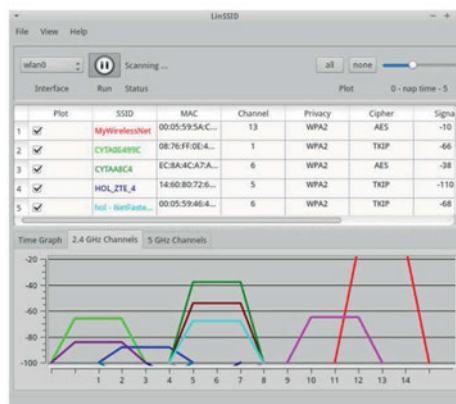 LinSSID
File View Help
wlan0 Scanning ... all none
Interface Run Status Plot 0 - nap time - 5
Plot SSID MAC Channel Privacy Cipher Signa
1 MyWirelessNet 00:05:59:5A:C... 13 WPA2 AES -10
2 08:76:FF:0E:4... 1 WPA2 TKIP -66
3 CYTAA8C4 EC:8A:4C:A7:A... 6 WPA2 AES -38
4 HOL_ZTE_4 14:60:80:72:6... 5 WPA2 TKIP -110
5 hol - NetFaste... 00:05:59:46:4... 6 WPA2 TKIP -68
Time Graph 2.4 GHz Channels 5 GHz Channels
-20
-40
-60
-80
-100
1 2 3 4 5 6 7 8 9 10 11 12 13 14